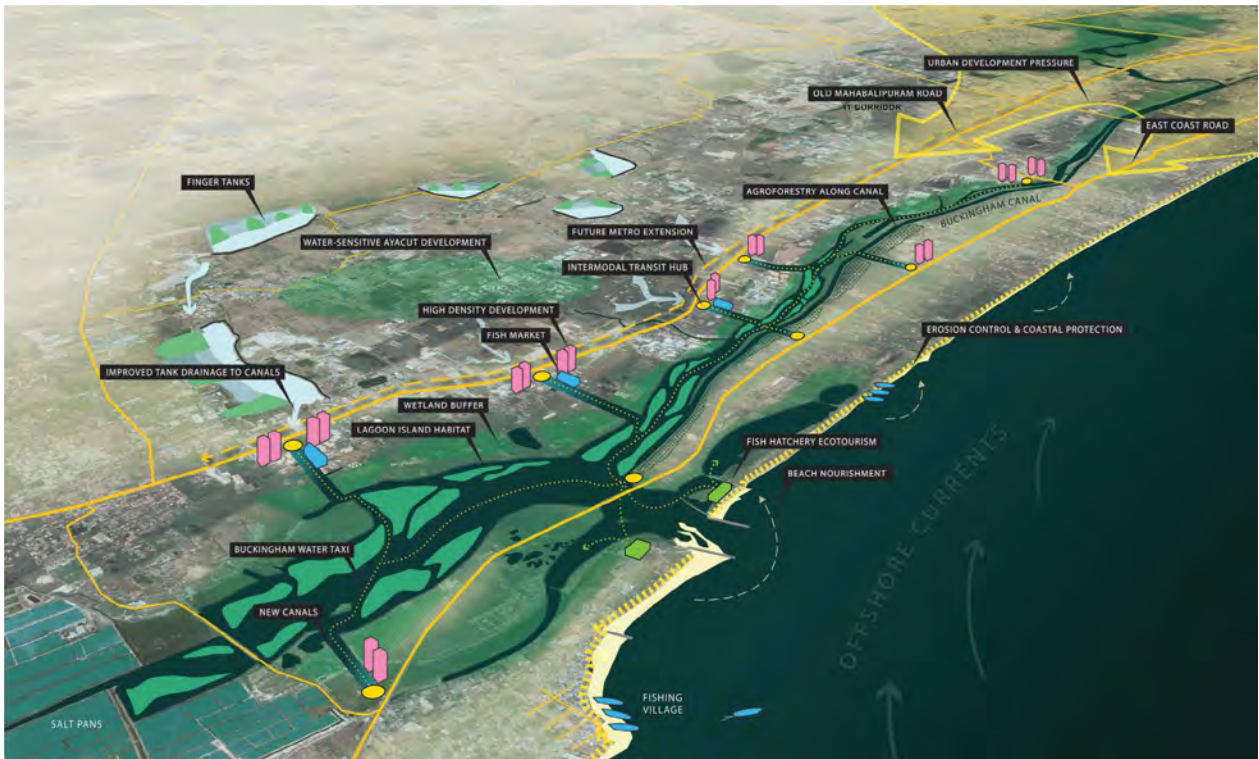 URBAN DEVELOPMENT PRESSURE
OLD MAHABALIPURAM ROAD
IT CORRIDOR
EAST COAST ROAD
FINGER TANKS
AGROFORESTRY ALONG CANAL
BUCKINGHAM CANAL
WATER-SENSITIVE AYACUT DEVELOPMENT
FUTURE METRO EXTENSION
INTERMODAL TRANSIT HUB
HIGH DENSITY DEVELOPMENT
EROSION CONTROL & COASTAL PROTECTION
FISH MARKET
IMPROVED TANK DRAINAGE TO CANALS
WETLAND BUFFER
LAGOON ISLAND HABITAT
FISH HATCHERY ECOTOURISM
BEACH NOURISHMENT
OFFSHORE CURRENTS
BUCKINGHAM WATER TAXI
NEW CANALS
SALT PANS
FISHING
VILLAGE